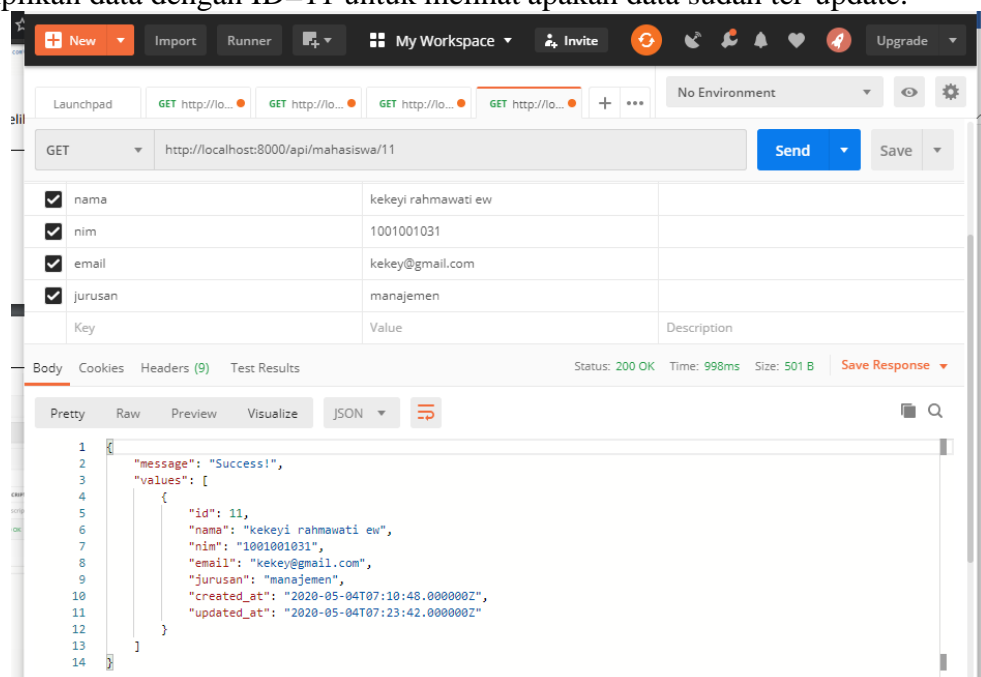 plikan data dengan ID=11 untuk melihat apakah data sudah ter-update.
New Import Runner My Workspace Invite Upgrade
Launchpad GET http://lo... GET http://lo... GET http://lo... GET http://lo... + ••• No Environment
GET http://localhost:8000/api/mahasiswa/11 Send Save
nama kekeyi rahmawati ew
nim 1001001031
email kekey@gmail.com
jurusan manajemen
Key Value Description
Body Cookies Headers (9) Test Results Status: 200 OK Time: 998ms Size: 501 B Save Response
Pretty Raw Preview Visualize JSON
1 {
2 "message": "Success!",
3 "values": [
4 {
5 "id": 11,
6 "nama": "kekeyi rahmawati ew",
7 "nim": "1001001031",
8 "email": "kekey@gmail.com",
9 "jurusan": "manajemen",
10 "created_at": "2020-05-04T07:10:48.000000Z",
11 "updated_at": "2020-05-04T07:23:42.000000Z"
12 }
13 ]
14 }